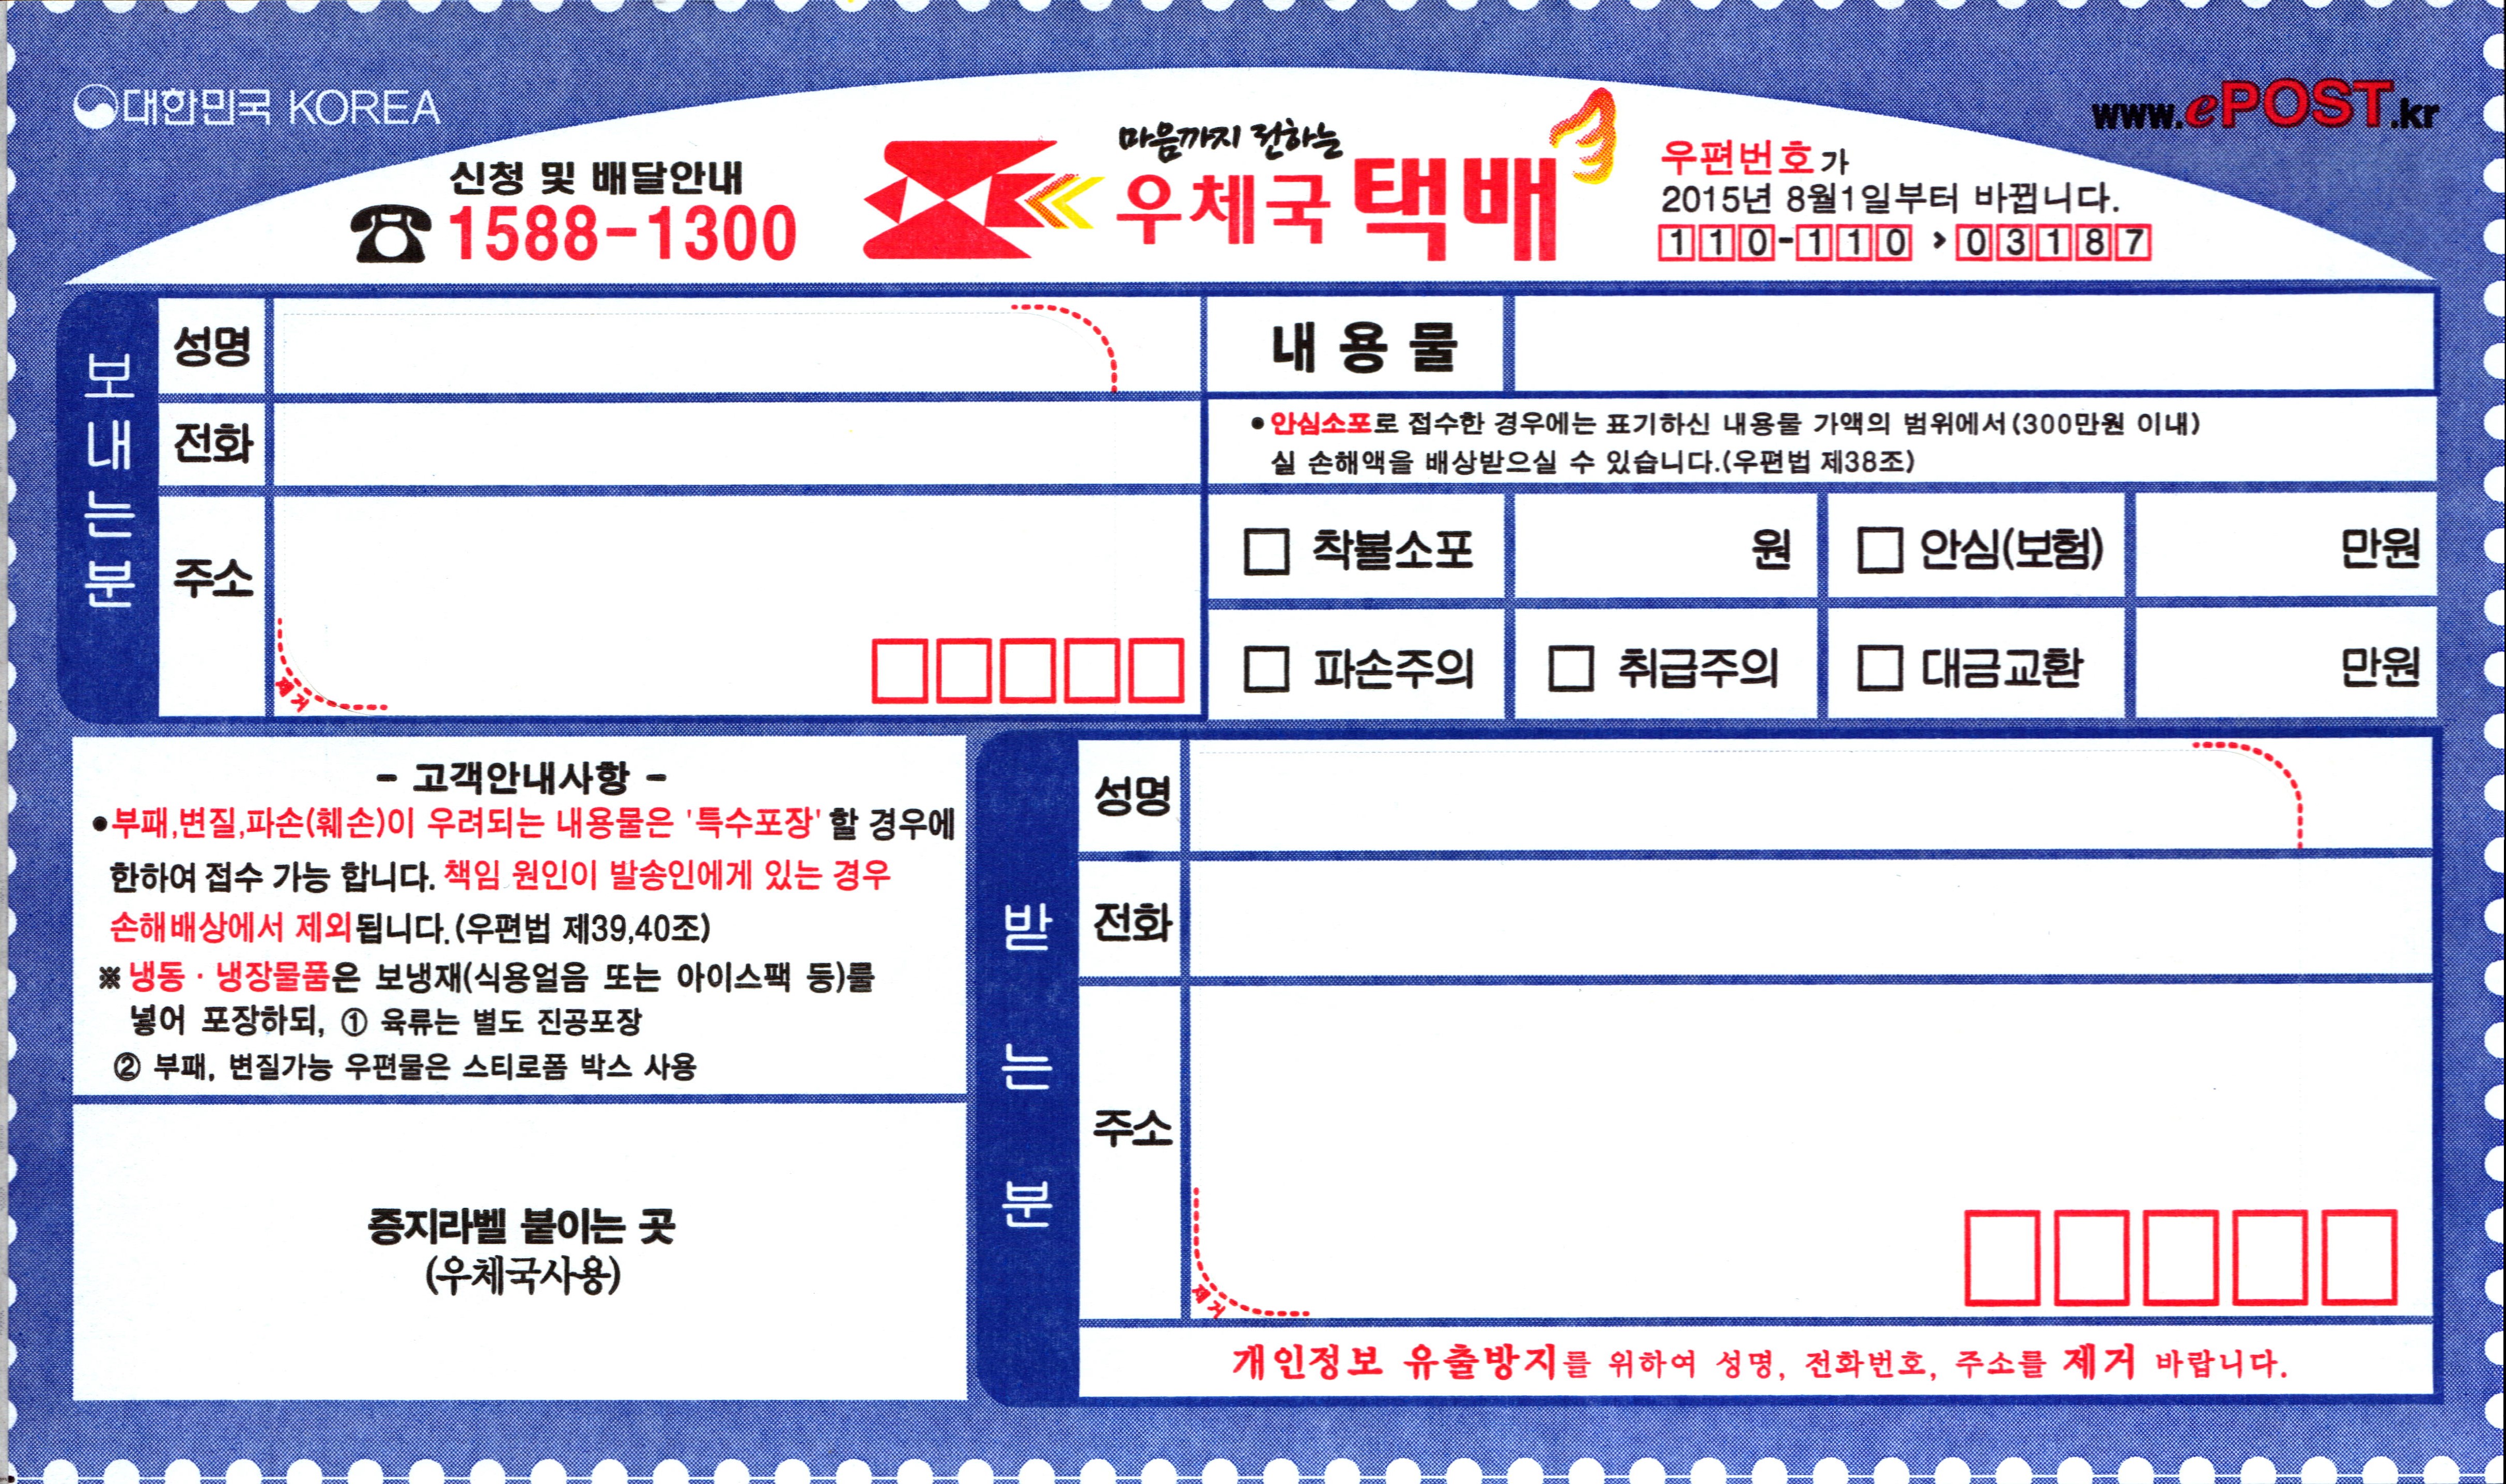 대한민국 KOREA
www.ePOST.kr
신청 및 배달안내
1588-1300
마음까지 전하는
우체국 택배
우편번호가
2015년 8월1일부터 바뀝니다.
110-110 > 03187
보내는분
성명
전화
주소
제거
내용물
● 안심소포로 접수한 경우에는 표기하신 내용물 가액의 범위에서(300만원 이내)
실 손해액을 배상받으실 수 있습니다.(우편법 제38조)
□ 착불소포 원 □ 안심(보험) 만원
□ 파손주의 □ 취급주의 □ 대금교환 만원
- 고객안내사항 -
● 부패,변질,파손(훼손)이 우려되는 내용물은 '특수포장' 할 경우에
한하여 접수 가능 합니다. 책임 원인이 발송인에게 있는 경우
손해배상에서 제외됩니다.(우편법 제39,40조)
※ 냉동 · 냉장물품은 보냉재(식용얼음 또는 아이스팩 등)를
넣어 포장하되, ① 육류는 별도 진공포장
② 부패, 변질가능 우편물은 스티로폼 박스 사용
증지라벨 붙이는 곳
(우체국사용)
받는분
성명
전화
주소
제거
개인정보 유출방지를 위하여 성명, 전화번호, 주소를 제거 바랍니다.